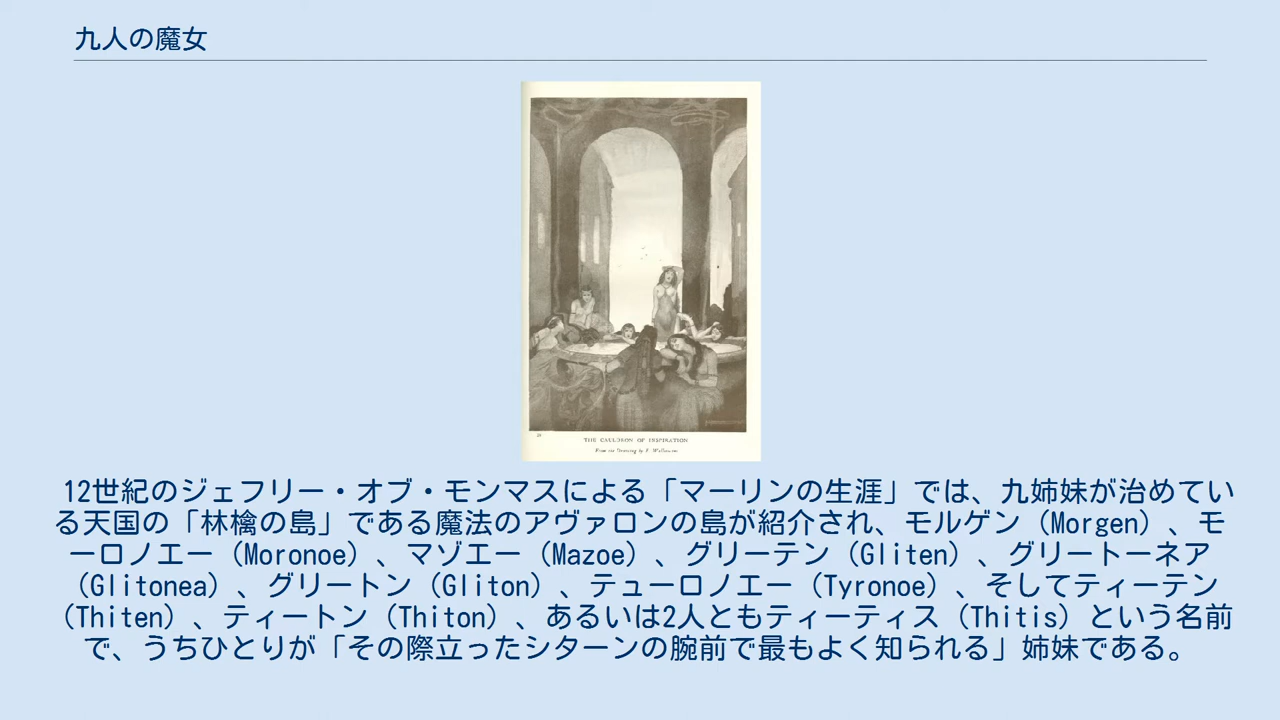 九人の魔女
THE CAULDRON OF INSPIRATION
12世紀のジェフリー・オブ・モンマスによる「マーリンの生涯」では、九姉妹が治めてい
る天国の「林檎の島」である魔法のアヴァロンの島が紹介され、モルゲン（Morgen）、モ
ーロノエー（Moronoe）、マゾエー（Mazoe）、グリーテン（Gliten）、グリートーネア
（Glitonea）、グリートン（Gliton）、テューロノエー（Tyronoe）、そしてティーテン
（Thiten）、ティートン（Thiton）、あるいは2人ともティーティス（Thitis）という名前
で、うちひとりが「その際立ったシターンの腕前で最もよく知られる」姉妹である。